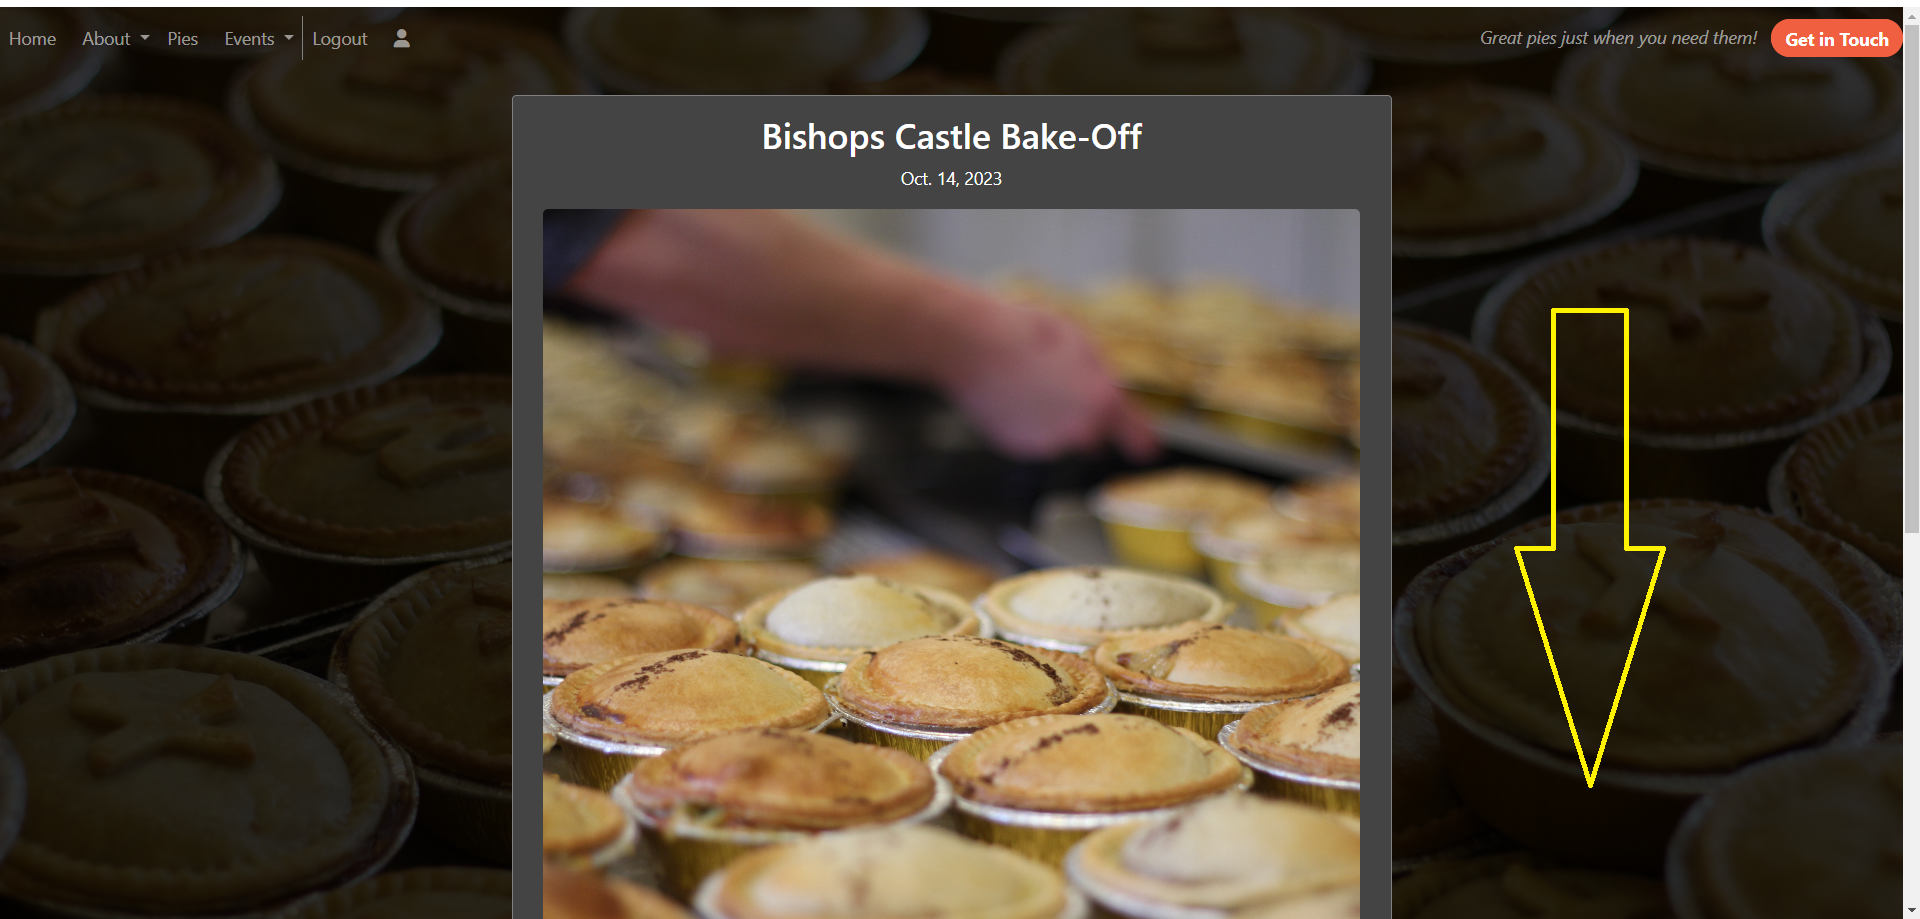 Home About Pies Events Logout Great pies just when you need them! Get in Touch
Bishops Castle Bake-Off
Oct. 14, 2023